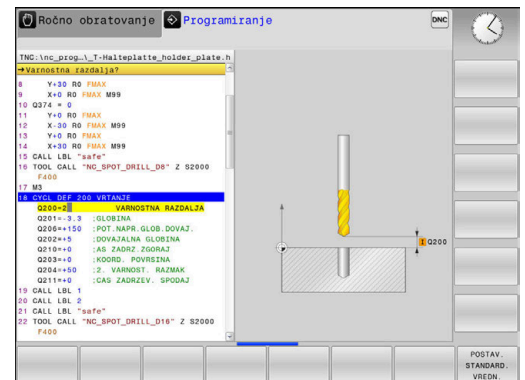 Ročno obratovanje
Programiranje
DNC
TNC:\nc_prog…\_T-Halteplatte_holder_plate.h
→Varnostna razdalja?
8 Y+30 R0 FMAX
9 X+0 R0 FMAX M99
10 Q374 = 0
11 Y+0 R0 FMAX
12 X-30 R0 FMAX M99
13 Y+0 R0 FMAX
14 X+30 R0 FMAX M99
15 CALL LBL "safe"
16 TOOL CALL "NC_SPOT_DRILL_D8" Z S2000
F400
17 M3
18 CYCL DEF 200 VRTANJE
Q200=2 VARNOSTNA RAZDALJA
Q201=-3.3 ;GLOBINA
Q206=+150 ;POT.NAPR.GLOB.DOVAJ.
Q202=+5 ;DOVAJALNA GLOBINA
Q210=+0 ;AS ZADRZ.ZGORAJ
Q203=+0 ;KOORD. POVRSINA
Q204=+50 ;2. VARNOST. RAZMAK
Q211=+0 ;CAS ZADRZEV. SPODAJ
19 CALL LBL 1
20 CALL LBL 2
21 CALL LBL "safe"
22 TOOL CALL "NC_SPOT_DRILL_D16" Z S2000
F400
Q200
POSTAV.
STANDARD.
VREDN.